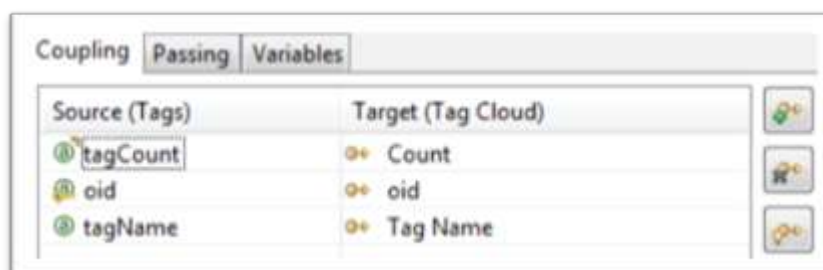 Coupling Passing Variables
Source (Tags) Target (Tag Cloud)
tagCount Count
oid oid
tagName Tag Name